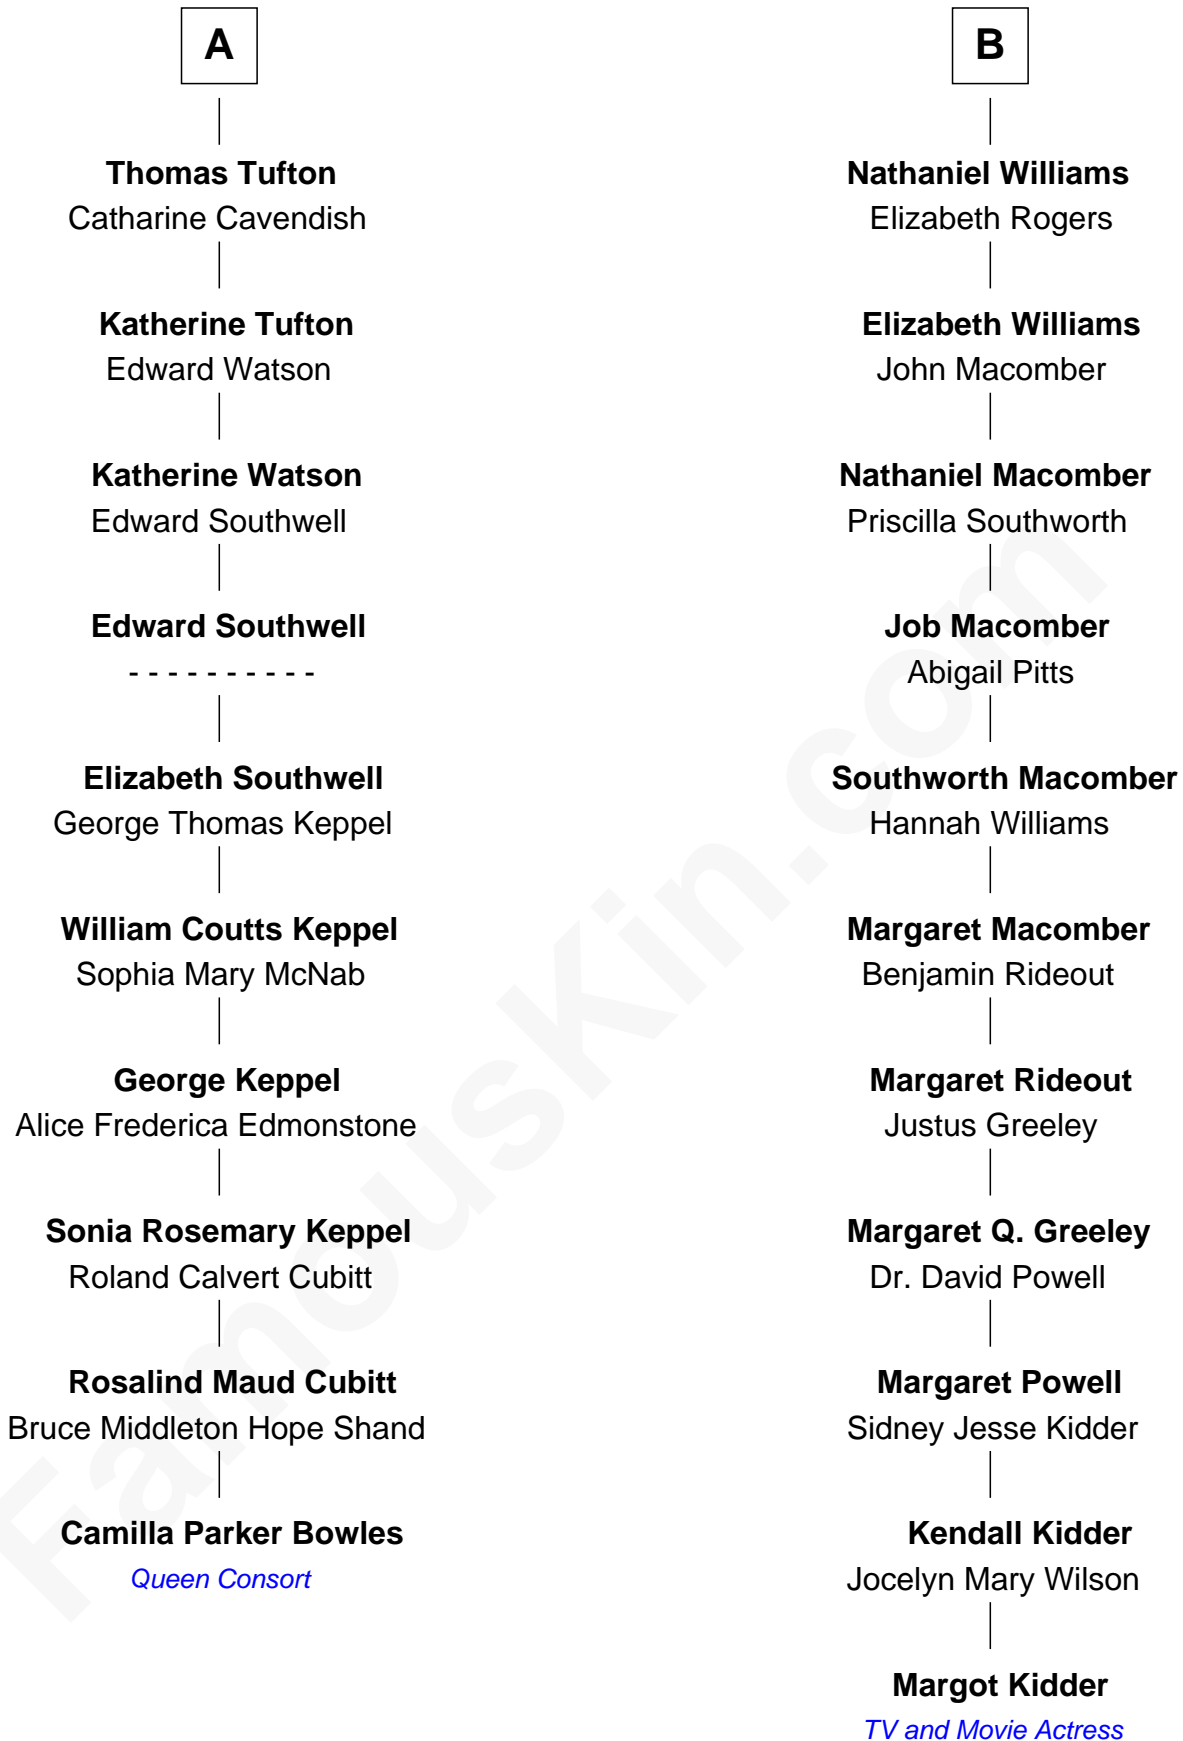 A
Thomas Tufton
Catharine Cavendish
Katherine Tufton
Edward Watson
Katherine Watson
Edward Southwell
Edward Southwell
- - - - - - - - - -
Elizabeth Southwell
George Thomas Keppel
William Coutts Keppel
Sophia Mary McNab
George Keppel
Alice Frederica Edmonstone
Sonia Rosemary Keppel
Roland Calvert Cubitt
Rosalind Maud Cubitt
Bruce Middleton Hope Shand
Camilla Parker Bowles
Queen Consort
B
Nathaniel Williams
Elizabeth Rogers
Elizabeth Williams
John Macomber
Nathaniel Macomber
Priscilla Southworth
Job Macomber
Abigail Pitts
Southworth Macomber
Hannah Williams
Margaret Macomber
Benjamin Rideout
Margaret Rideout
Justus Greeley
Margaret Q. Greeley
Dr. David Powell
Margaret Powell
Sidney Jesse Kidder
Kendall Kidder
Jocelyn Mary Wilson
Margot Kidder
TV and Movie Actress
FamousKin.com